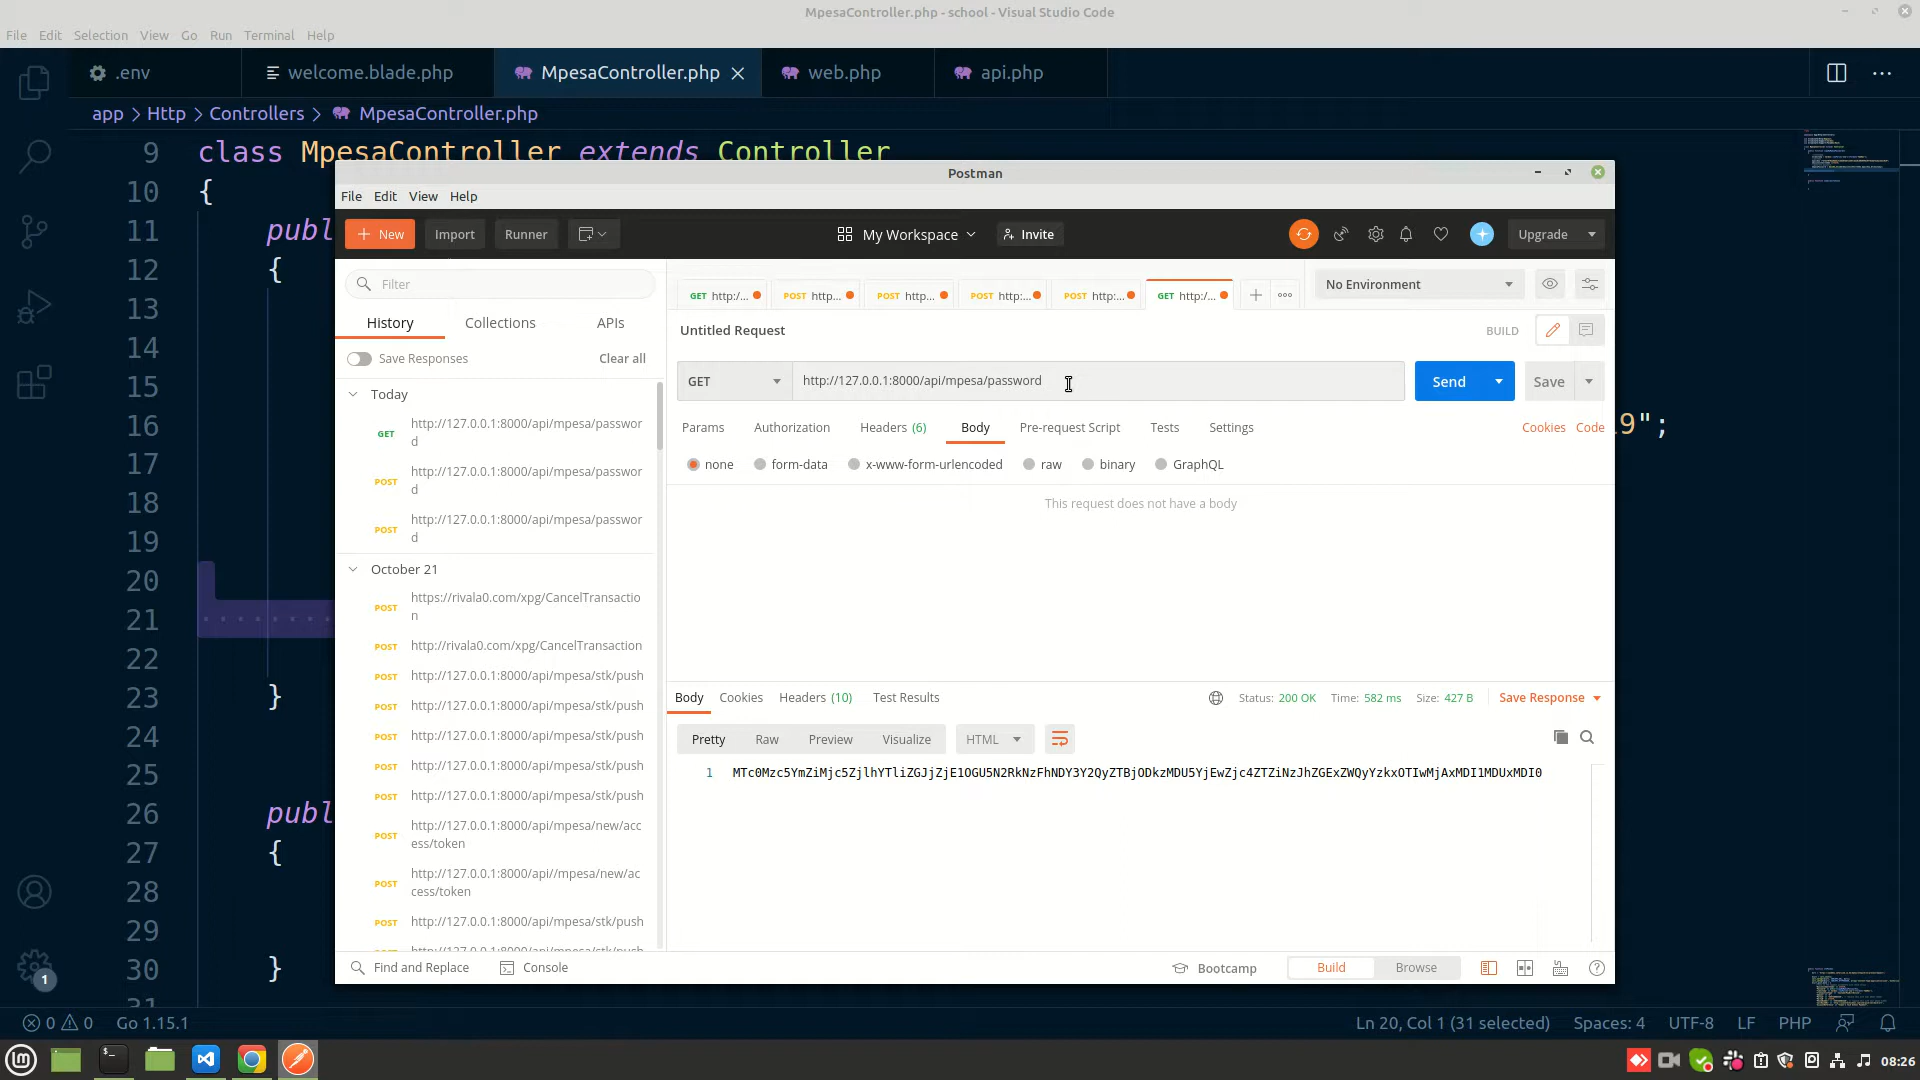 MpesaController.php - school - Visual Studio Code
File Edit Selection View Go Run Terminal Help
.env welcome.blade.php MpesaController.php web.php api.php
app > Http > Controllers > MpesaController.php
9 class MpesaController extends Controller
10 {
11 publ
12 {
13
14
16 9";
17
18
19
20
21
22
23 }
24
25
26 publ
27 {
28
29
30 }
31
Postman
File Edit View Help
+ New Import Runner My Workspace Invite Upgrade
Filter
History Collections APIs
Save Responses Clear all
Today
GET http://127.0.0.1:8000/api/mpesa/passwor
d
POST http://127.0.0.1:8000/api/mpesa/passwor
d
POST http://127.0.0.1:8000/api/mpesa/passwor
d
October 21
POST https://rivala0.com/xpg/CancelTransactio
n
POST http://rivala0.com/xpg/CancelTransaction
POST http://127.0.0.1:8000/api/mpesa/stk/push
POST http://127.0.0.1:8000/api/mpesa/stk/push
POST http://127.0.0.1:8000/api/mpesa/stk/push
POST http://127.0.0.1:8000/api/mpesa/stk/push
POST http://127.0.0.1:8000/api/mpesa/stk/push
POST http://127.0.0.1:8000/api/mpesa/new/acc
ess/token
POST http://127.0.0.1:8000/api//mpesa/new/ac
cess/token
POST http://127.0.0.1:8000/api/mpesa/stk/push
GET http:/... POST http... POST http... POST http:... POST http:... GET http:/...
No Environment
Untitled Request BUILD
GET http://127.0.0.1:8000/api/mpesa/password Send Save
Params Authorization Headers (6) Body Pre-request Script Tests Settings Cookies Code
none form-data x-www-form-urlencoded raw binary GraphQL
This request does not have a body
Body Cookies Headers (10) Test Results Status: 200 OK Time: 582 ms Size: 427 B Save Response
Pretty Raw Preview Visualize HTML
1 MTc0Mzc5YmZiMjc5ZjlhYTliZGJjZjE1OGU5N2RkNzFhNDY3Y2QyZTBjODkzMDU5YjEwZjc4ZTZiNzJhZGExZWQyYzkxOTIwMjAxMDI1MDUxMDI0
Find and Replace Console Bootcamp Build Browse
1
0 0 Go 1.15.1 Ln 20, Col 1 (31 selected) Spaces: 4 UTF-8 LF PHP
08:26